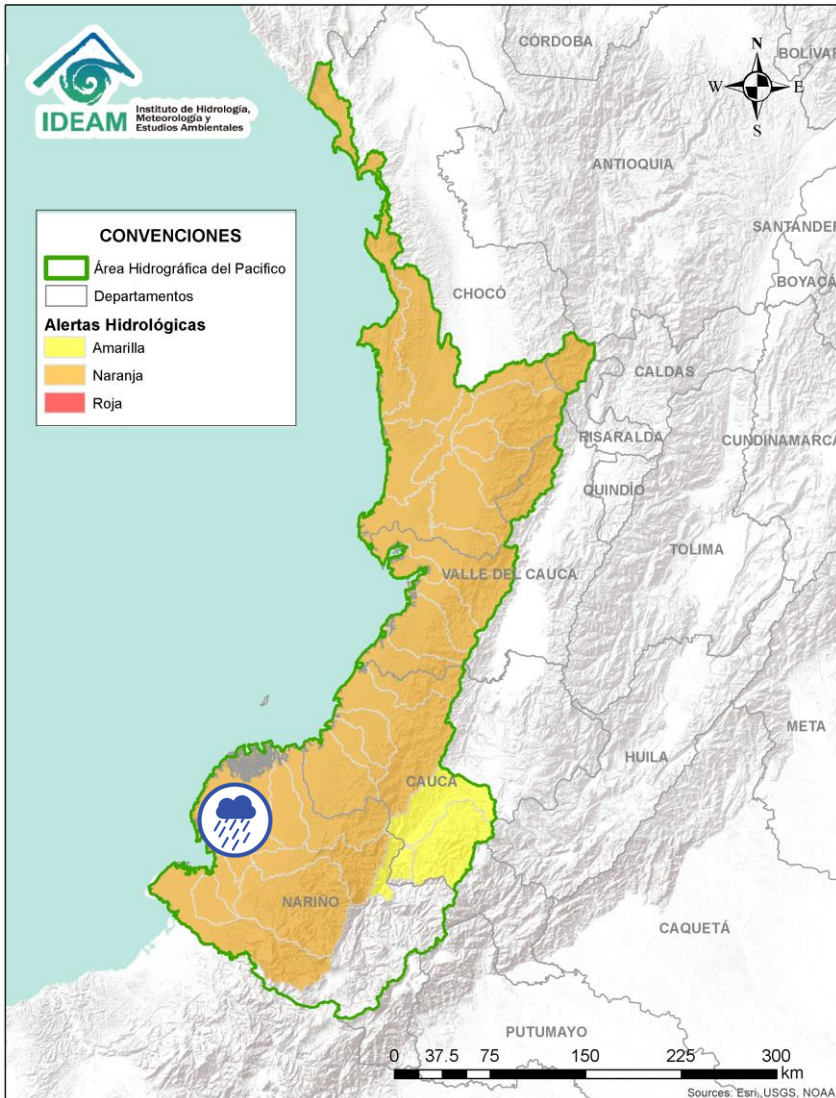 IDEAM
Instituto de Hidrología,
Meteorología y
Estudios Ambientales
N
W
E
S
CONVENCIONES
Área Hidrográfica del Pacifico
Departamentos
Alertas Hidrológicas
Amarilla
Naranja
Roja
CÓRDOBA
BOLÍVAR
ANTIOQUIA
SANTANDER
BOYACÁ
CHOCÓ
CALDAS
RISARALDA
CUNDINAMARCA
QUINDÍO
TOLIMA
VALLE DEL CAUCA
META
HUILA
CAUCA
NARIÑO
CAQUETÁ
PUTUMAYO
0 37.5 75 150 225 300
km
Sources: Esri, USGS, NOAA